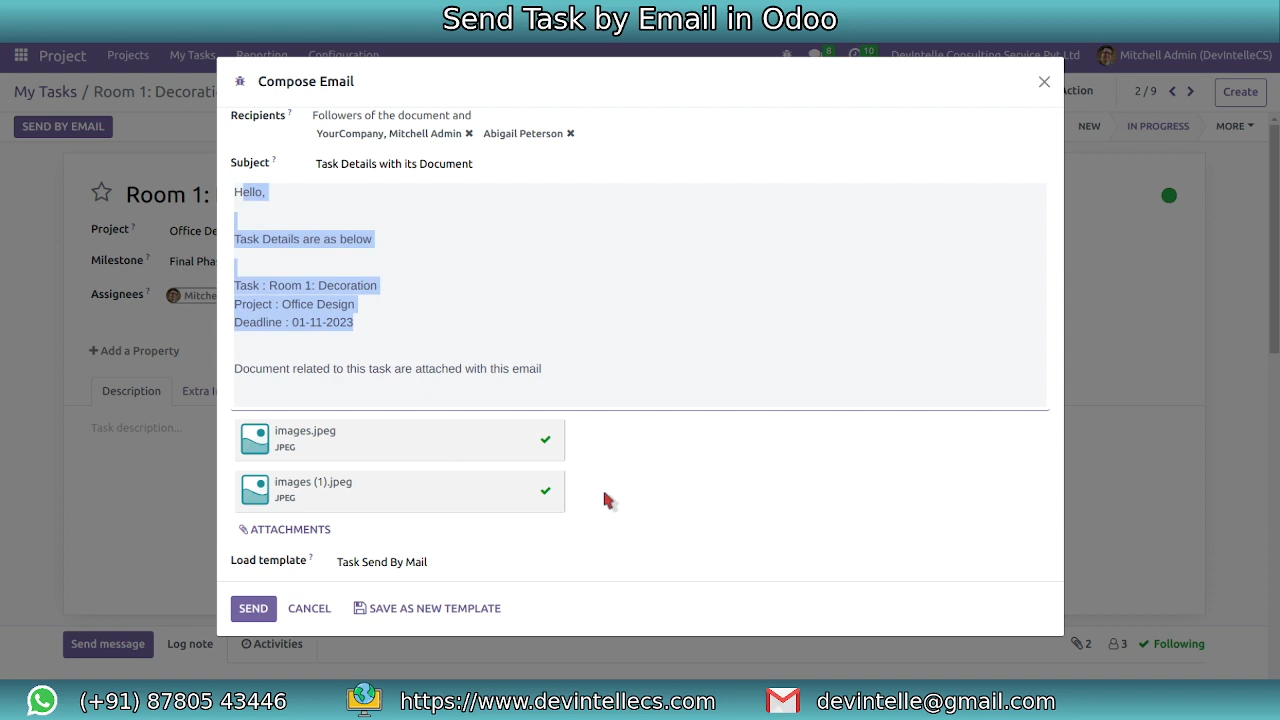 Send Task by Email in Odoo
Project Projects My Tasks Reporting Configuration 8 10 DevIntelle Consulting Service Pvt Ltd Mitchell Admin (DevIntelleCS)
My Tasks / Room 1: Decorati Action 2 / 9 Create
SEND BY EMAIL NEW IN PROGRESS MORE
Compose Email
Recipients ? Followers of the document and
YourCompany, Mitchell Admin ✖ Abigail Peterson ✖
Subject ? Task Details with its Document
Room 1:
Project ? Office De
Milestone ? Final Pha
Assignees ? Mitche
+ Add a Property
Description Extra I
Task description...
Hello,
Task Details are as below
Task : Room 1: Decoration
Project : Office Design
Deadline : 01-11-2023
Document related to this task are attached with this email
images.jpeg
JPEG
images (1).jpeg
JPEG
ATTACHMENTS
Load template ? Task Send By Mail
SEND CANCEL SAVE AS NEW TEMPLATE
Send message Log note Activities 2 3 Following
(+91) 87805 43446 https://www.devintellecs.com devintelle@gmail.com